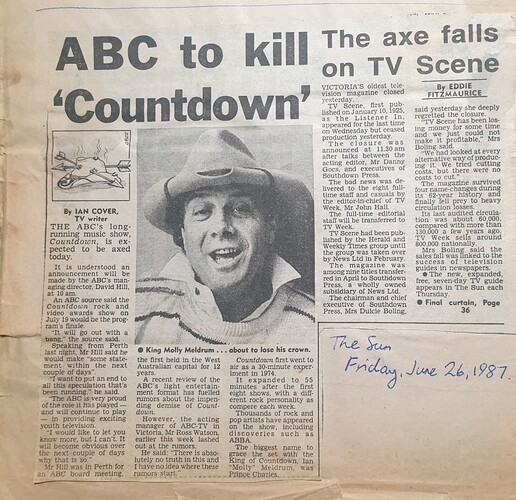 ABC to kill
'Countdown'
By IAN COVER,
TV writer
THE ABC's long-
running music show,
Countdown, is ex-
pected to be axed
today.
It is understood an
announcement will be
made by the ABC's man-
aging director, David Hill,
at 10 am.
An ABC source said the
Countdown rock and
video awards show on
July 19 would be the pro-
gram's finale.
"It will go out with a
bang," the source said.
Speaking from Perth
last night, Mr Hill said he
would make "some state-
ment within the next
couple of days".
"I want to put an end to
all this speculation that's
been running," he said.
"The ABC is very proud
of the role it has played —
and will continue to play
— in providing exciting
youth television.
"I would like to let you
know more, but I can't. It
will become obvious over
the next couple of days
why that is so."
Mr Hill was in Perth for
an ABC board meeting,
● King Molly Meldrum . . . about to lose his crown.
the first held in the West
Australian capital for 12
years.
A recent review of the
ABC's light entertain-
ment format has fuelled
rumors about the impen-
ding demise of Count-
down.
However, the acting
manager of ABC-TV in
Victoria, Mr Ross Watson,
earlier this week lashed
out at the rumors.
He said: "There is abso-
lutely no truth in this and
I have no idea where these
rumors start."
Countdown first went to
air as a 30-minute experi-
ment in 1974.
It expanded to 55
minutes after the first
eight shows, with a dif-
ferent rock personality as
compere each week.
Thousands of rock and
pop artists have appeared
on the show, including
discoveries such as
ABBA.
The biggest name to
grace the set with the
King of Countdown, Ian
"Molly" Meldrum, was
Prince Charles.
The axe falls
on TV Scene
By EDDIE
FITZMAURICE
VICTORIA'S oldest tele-
vision magazine closed
yesterday.
TV Scene, first pub-
lished on January 10, 1925,
as the Listener In,
appeared for the last time
on Wednesday but ceased
production yesterday.
The closure was
announced at 11.30 am
after talks between the
acting editor, Mr Danny
Gocs, and executives of
Southdown Press.
The bad news was de-
livered to the eight full-
time staff and casuals by
the editor-in-chief of TV
Week, Mr John Hall.
The full-time editorial
staff will be transferred to
TV Week.
TV Scene had been
published by the Herald and
Weekly Times group until
the group was taken over
by News Ltd in February.
The magazine was
among nine titles transfer-
red in April to Southdown
Press, a wholly owned
subsidiary of News Ltd.
The chairman and chief
executive of Southdown
Press, Mrs Dulcie Boling,
said yesterday she deeply
regretted the closure.
"TV Scene has been los-
ing money for some time
and we just could not
make it profitable," Mrs
Boling said.
"We had looked at every
alternative way of produc-
ing it. We tried cutting
costs, but there were no
costs to cut."
The magazine survived
four name-changes during
its 62-year history and
finally fell prey to heavy
circulation losses.
Its last audited circula-
tion was about 60,000,
compared with more than
130,000 a few years ago.
TV Week sells around
800,000 nationally.
Mrs Boling said the
sales fall was linked to the
success of television
guides in newspapers.
● The new, expanded,
free, seven-day TV guide
appears in The Sun each
Thursday.
● Final curtain, Page
36
The Sun
Friday, June 26, 1987.